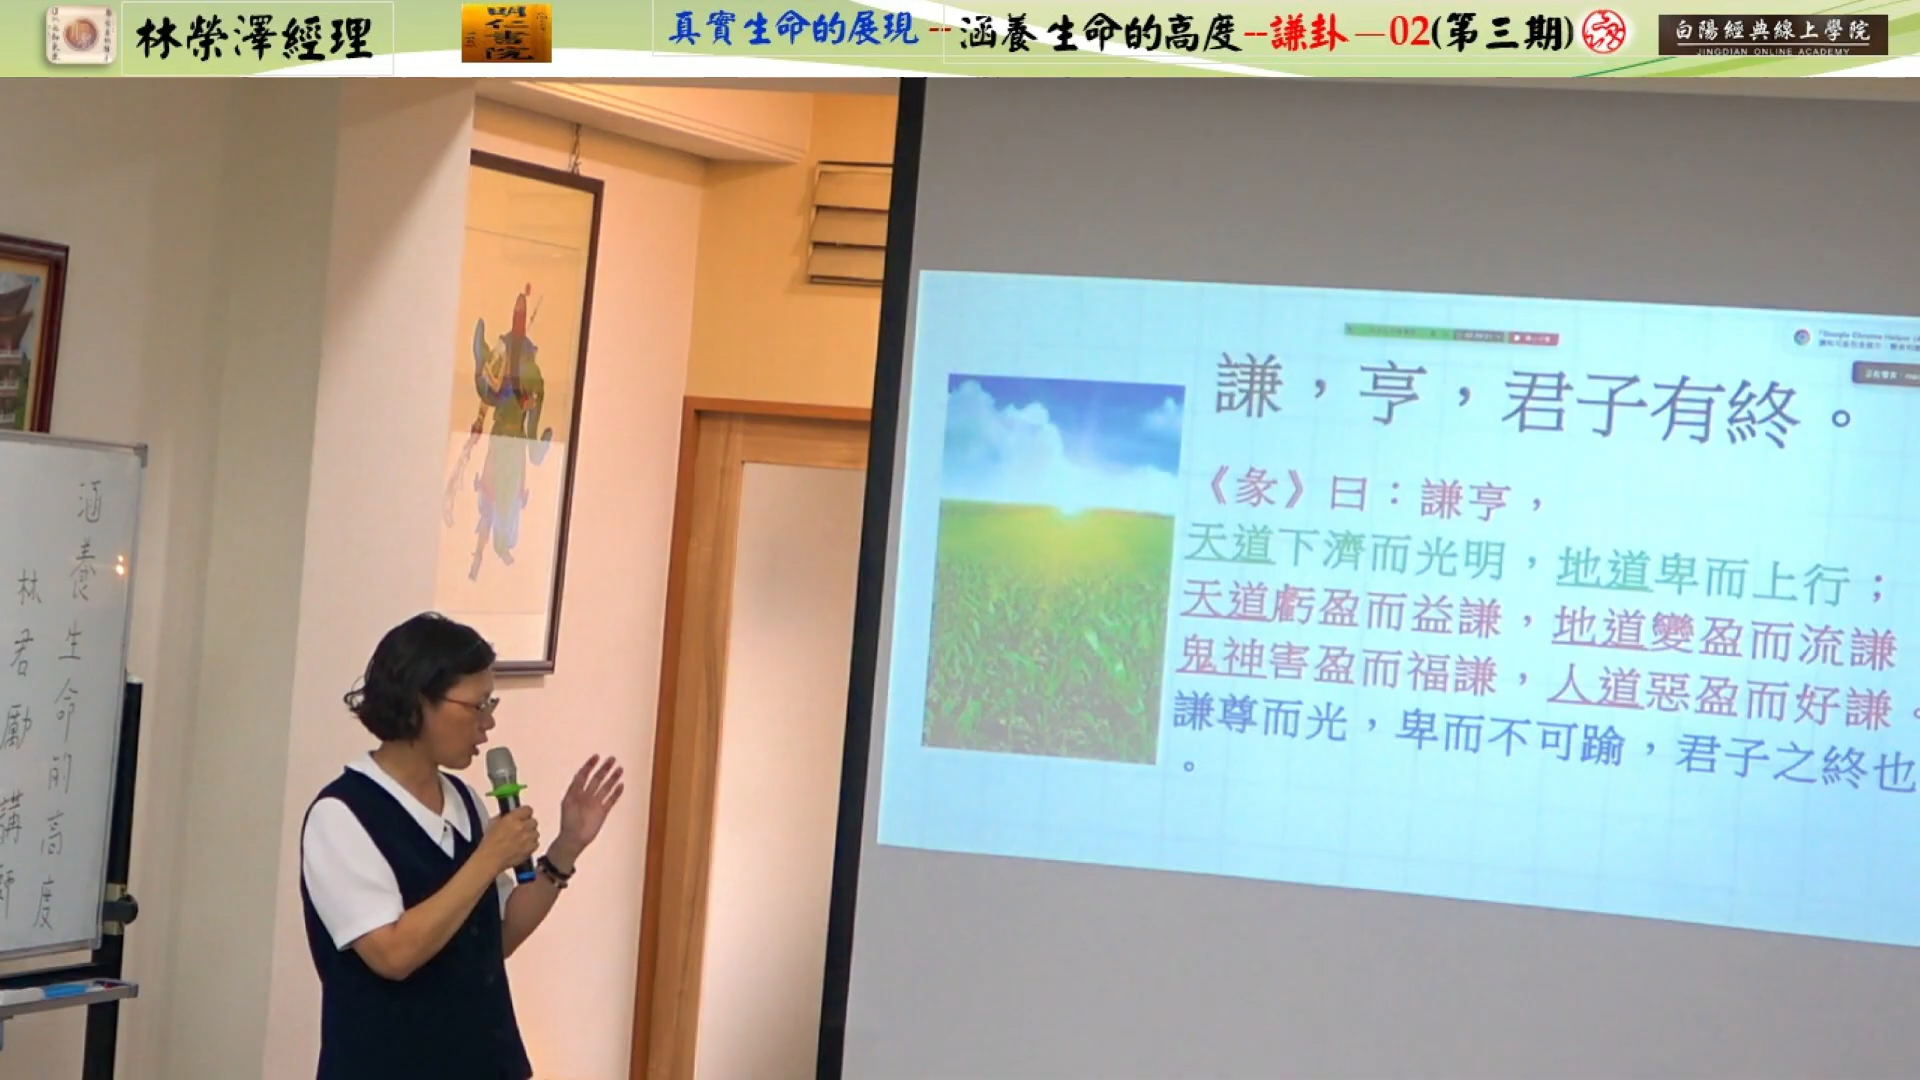 林榮澤經理
明仁書院
真實生命的展現--涵養生命的高度--謙卦—02(第三期)
白陽經典線上學院
JINGDIAN ONLINE ACADEMY
涵養生命的高度
林君勵講師
謙，亨，君子有終。
《彖》曰：謙亨，
天道下濟而光明，地道卑而上行；
天道虧盈而益謙，地道變盈而流謙
鬼神害盈而福謙，人道惡盈而好謙。
謙尊而光，卑而不可踰，君子之終也
。